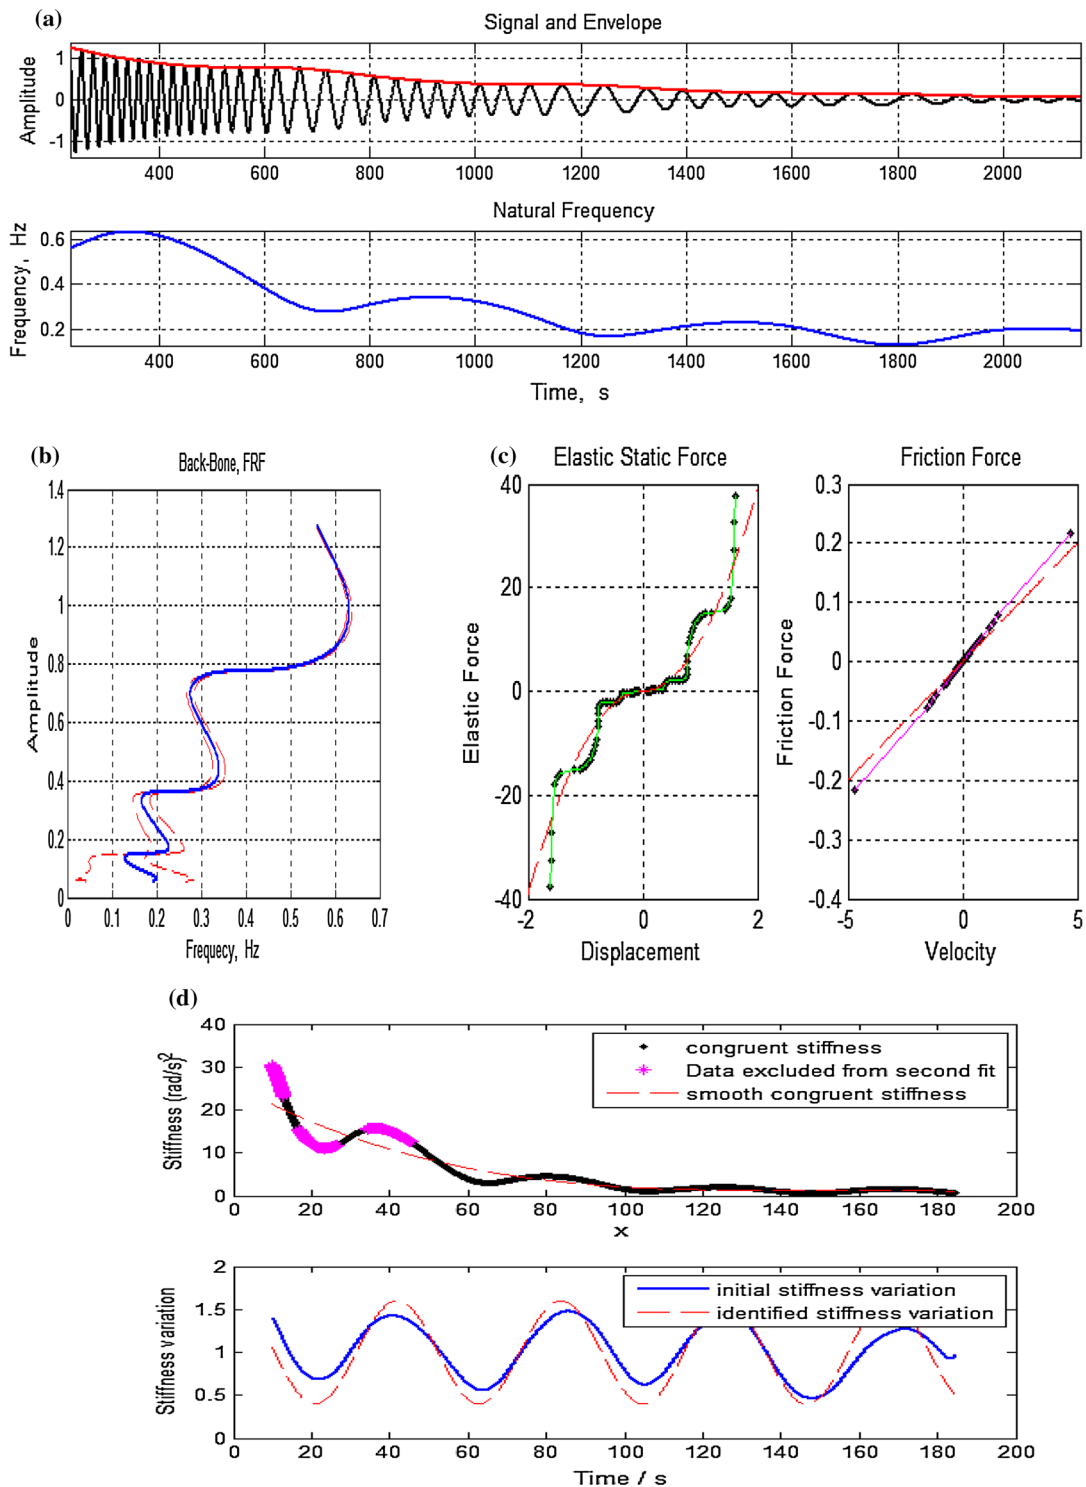 (a)
Signal and Envelope
Amplitude
1
0
-1
400 600 800 1000 1200 1400 1600 1800 2000
Natural Frequency
Frequency, Hz
0.6
0.4
0.2
400 600 800 1000 1200 1400 1600 1800 2000
Time, s
(b)
Back-Bone, FRF
Amplitude
1.4
1.2
1
0.8
0.6
0.4
0.2
0
0 0.1 0.2 0.3 0.4 0.5 0.6 0.7
Frequecy, Hz
(c)
Elastic Static Force
Elastic Force
40
20
0
-20
-40
-2 0 2
Displacement
Friction Force
Friction Force
0.3
0.2
0.1
0
-0.1
-0.2
-0.3
-0.4
-5 0 5
Velocity
(d)
Stiffness (rad/s)²
40
30
20
10
0
congruent stiffness
Data excluded from second fit
smooth congruent stiffness
0 20 40 60 80 100 120 140 160 180 200
x
Stiffness variation
2
1.5
1
0.5
0
initial stiffness variation
identified stiffness variation
0 20 40 60 80 100 120 140 160 180 200
Time / s